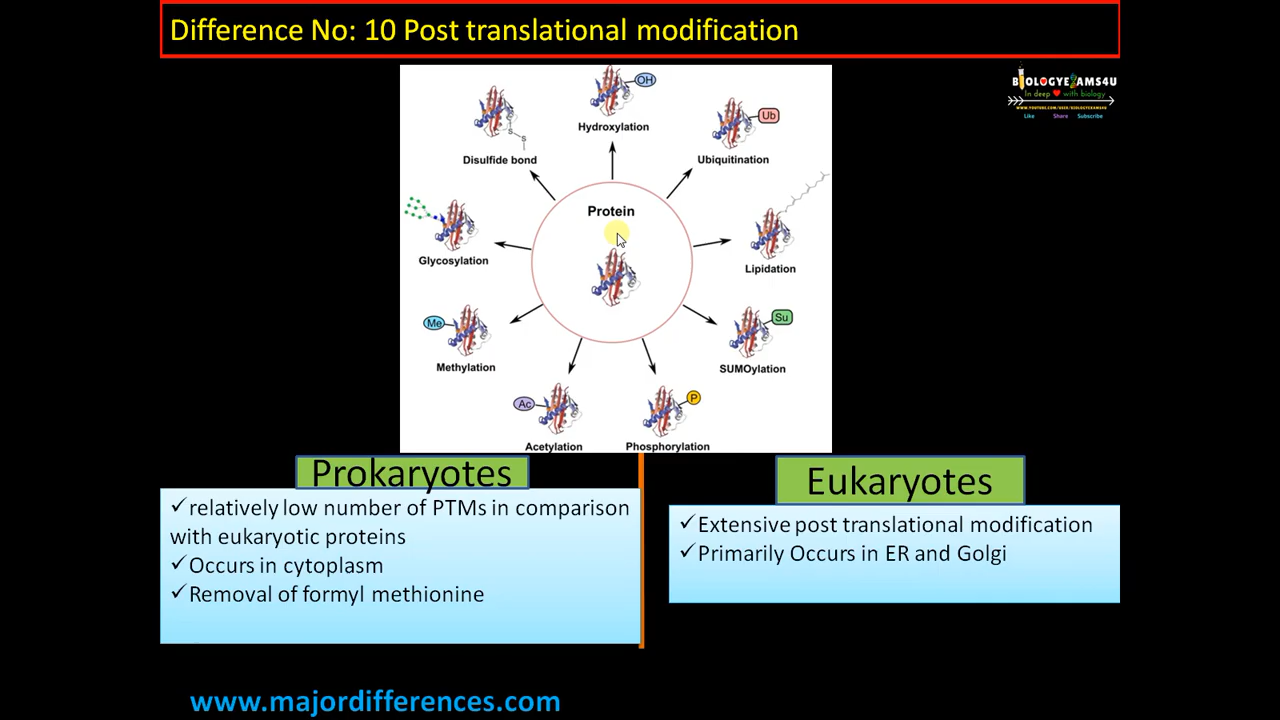 Difference No: 10 Post translational modification
BiOLOGYEXAMS4U
In deep ♥ with biology
WWW.YOUTUBE.COM/USER/BIOLOGYEXAMS4U
Like Share Subscribe
OH
Hydroxylation
S
S
Disulfide bond
Ub
Ubiquitination
Protein
Glycosylation
Lipidation
Me
Methylation
Su
SUMOylation
Ac
Acetylation
P
Phosphorylation
Prokaryotes
✓relatively low number of PTMs in comparison
with eukaryotic proteins
✓Occurs in cytoplasm
✓Removal of formyl methionine
Eukaryotes
✓Extensive post translational modification
✓Primarily Occurs in ER and Golgi
www.majordifferences.com